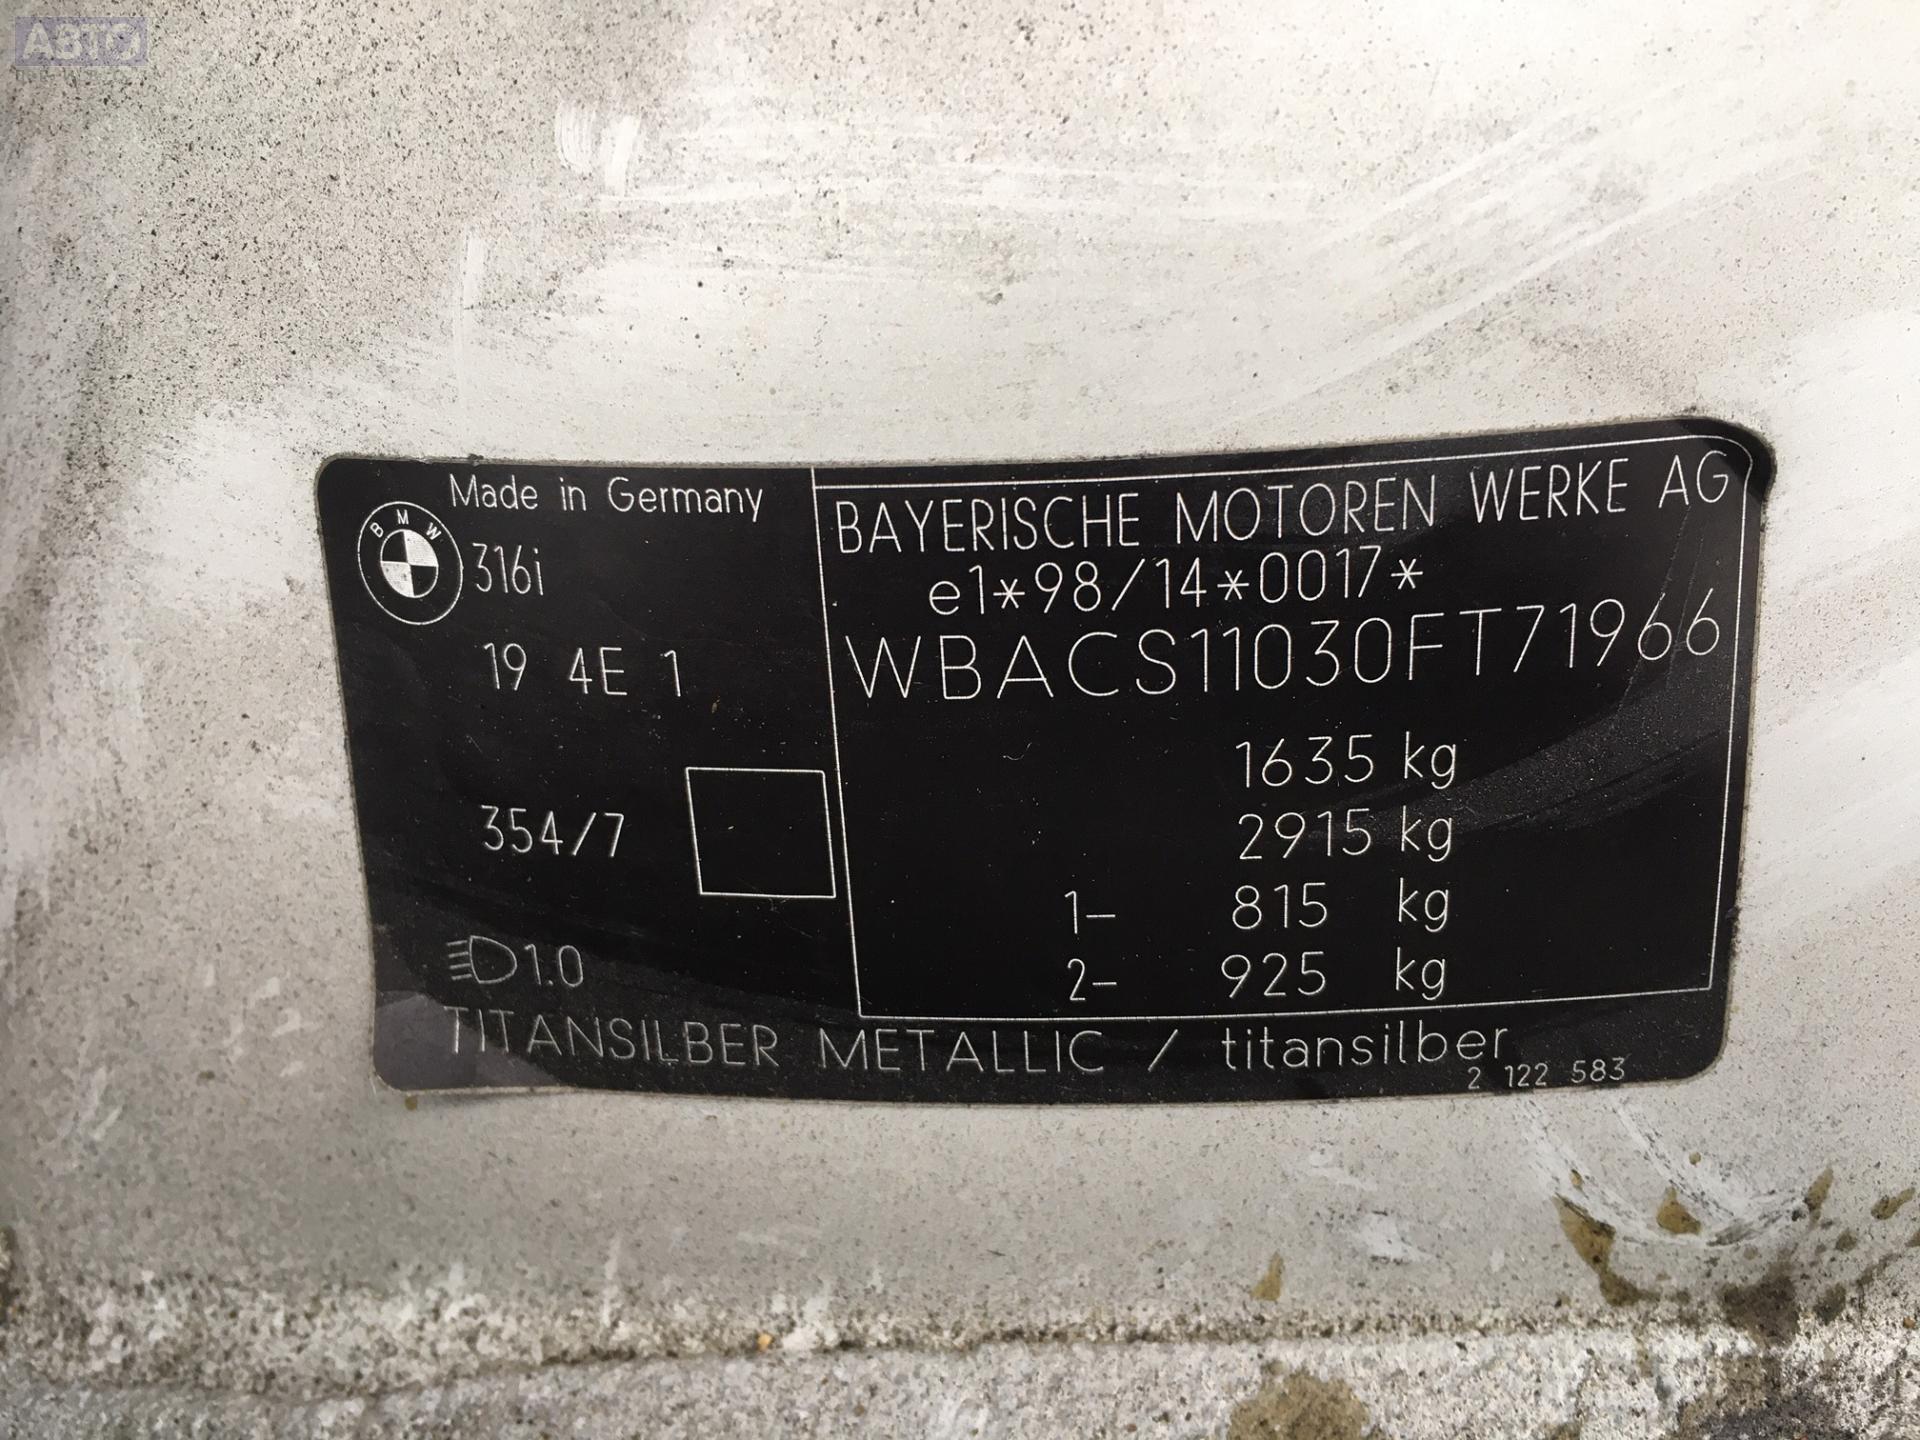 АВТО
Made in Germany
BMW
316i
19 4E 1
354/7
1.0
BAYERISCHE MOTOREN WERKE AG
e1*98/14*0017*
WBACS11030FT71966
1635 kg
2915 kg
1– 815 kg
2– 925 kg
TITANSILBER METALLIC / titansilber
2 122 583